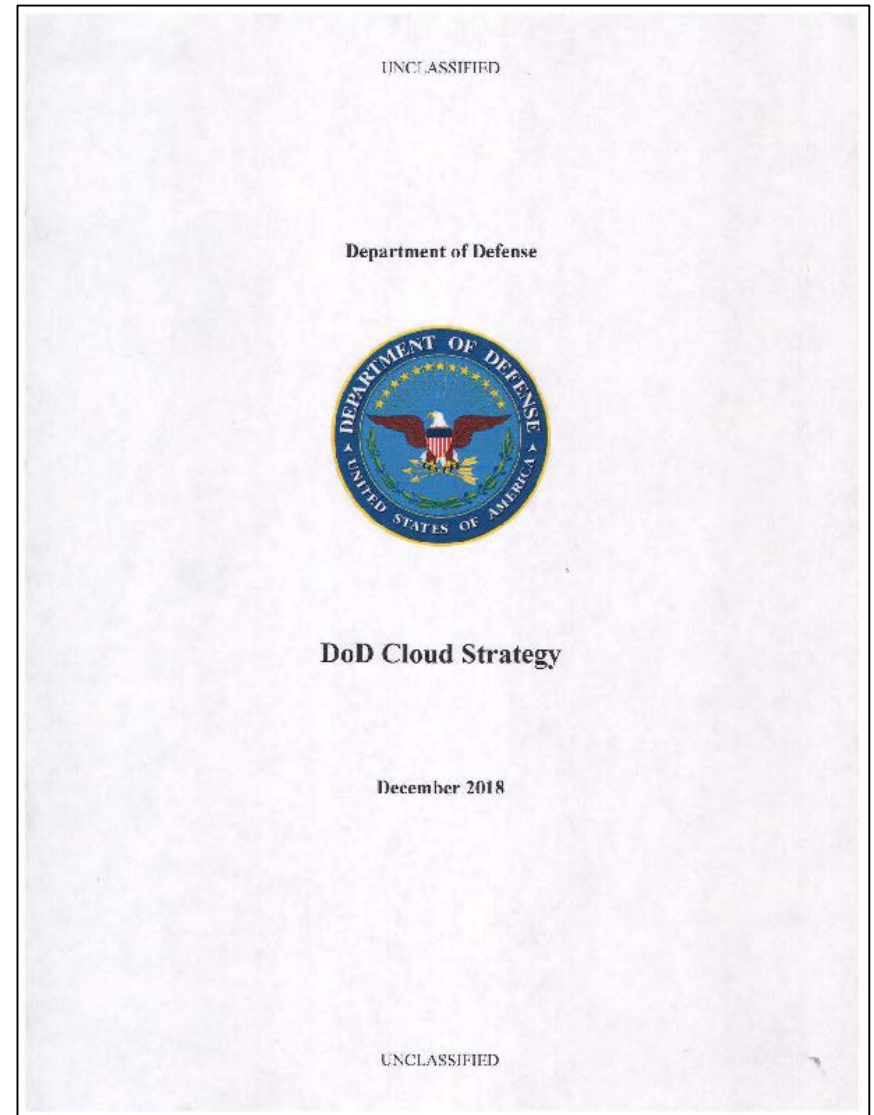 UNCLASSIFIED
Department of Defense
DEPARTMENT OF DEFENSE
UNITED STATES OF AMERICA
DoD Cloud Strategy
December 2018
UNCLASSIFIED